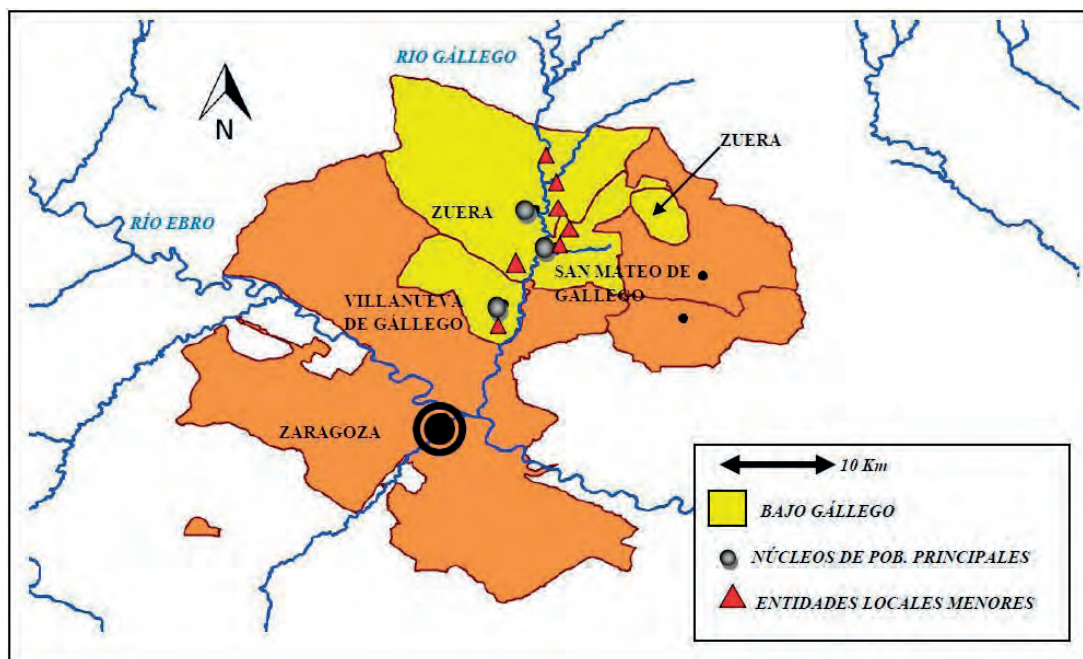 RIO GÁLLEGO
N
ZUERA
RÍO EBRO
ZUERA
SAN MATEO DE
GÁLLEGO
VILLANUEVA
DE GÁLLEGO
ZARAGOZA
10 Km
BAJO GÁLLEGO
NÚCLEOS DE POB. PRINCIPALES
ENTIDADES LOCALES MENORES